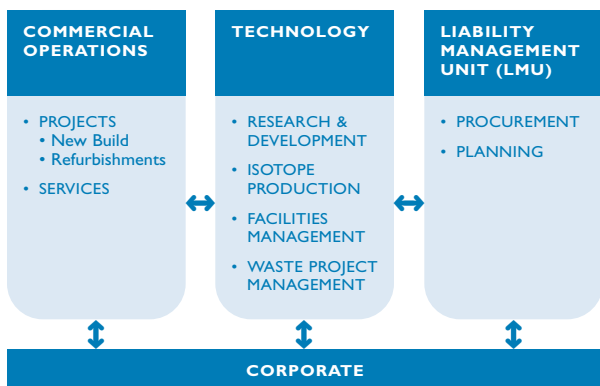 COMMERCIAL
OPERATIONS
• PROJECTS
• New Build
• Refurbishments
• SERVICES
TECHNOLOGY
• RESEARCH &
DEVELOPMENT
• ISOTOPE
PRODUCTION
• FACILITIES
MANAGEMENT
• WASTE PROJECT
MANAGEMENT
LIABILITY
MANAGEMENT
UNIT (LMU)
• PROCUREMENT
• PLANNING
CORPORATE